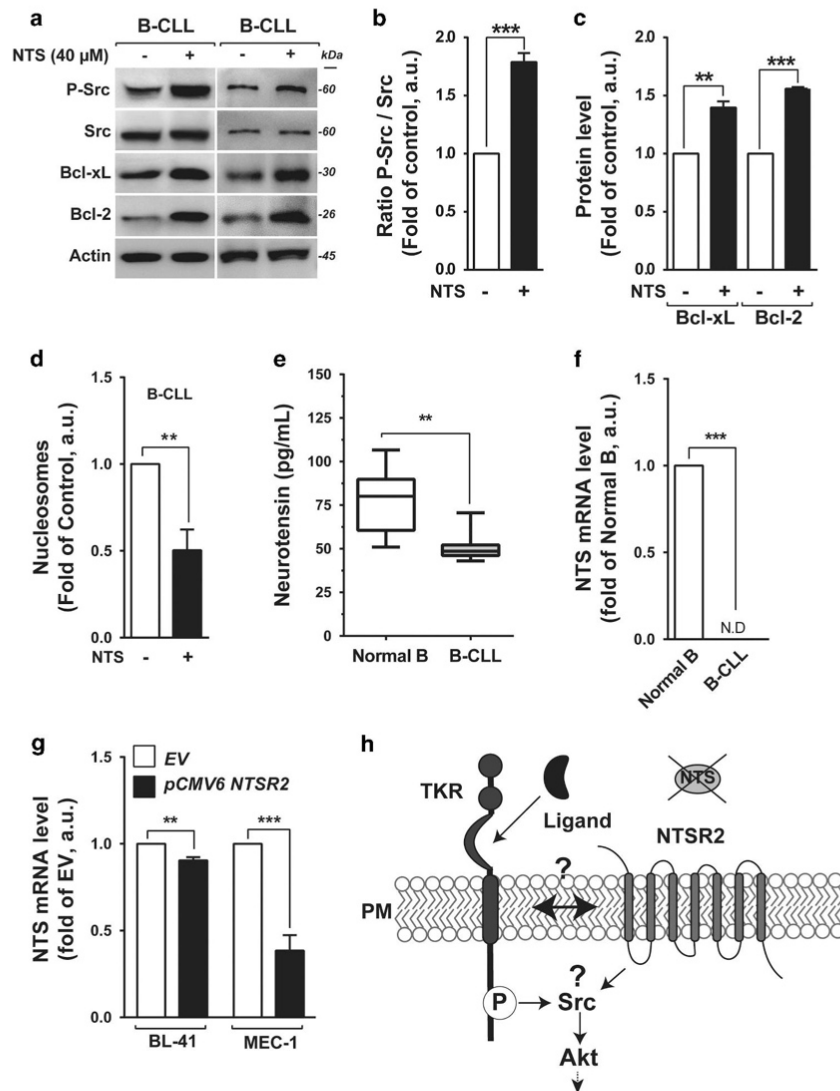 a
B-CLL B-CLL
NTS (40 µM) - + - + kDa
P-Src -60
Src -60
Bcl-xL -30
Bcl-2 -26
Actin -45
b
Ratio P-Src / Src
(Fold of control, a.u.)
2.0
1.5
1.0
0.5
0.0
***
NTS - +
c
Protein level
(Fold of control, a.u.)
2.0
1.5
1.0
0.5
0.0
** ***
NTS - + - +
Bcl-xL Bcl-2
d
Nucleosomes
(Fold of Control, a.u.)
1.5
1.0
0.5
0.0
B-CLL
**
NTS - +
e
Neurotensin (pg/mL)
150
125
100
75
50
25
0
**
Normal B B-CLL
f
NTS mRNA level
(fold of Normal B, a.u.)
1.5
1.0
0.5
0.0
***
N.D
Normal B B-CLL
g
NTS mRNA level
(fold of EV, a.u.)
1.5
1.0
0.5
0.0
EV
pCMV6 NTSR2
** ***
BL-41 MEC-1
h
TKR
Ligand
NTS
NTSR2
?
PM
?
P
Src
Akt